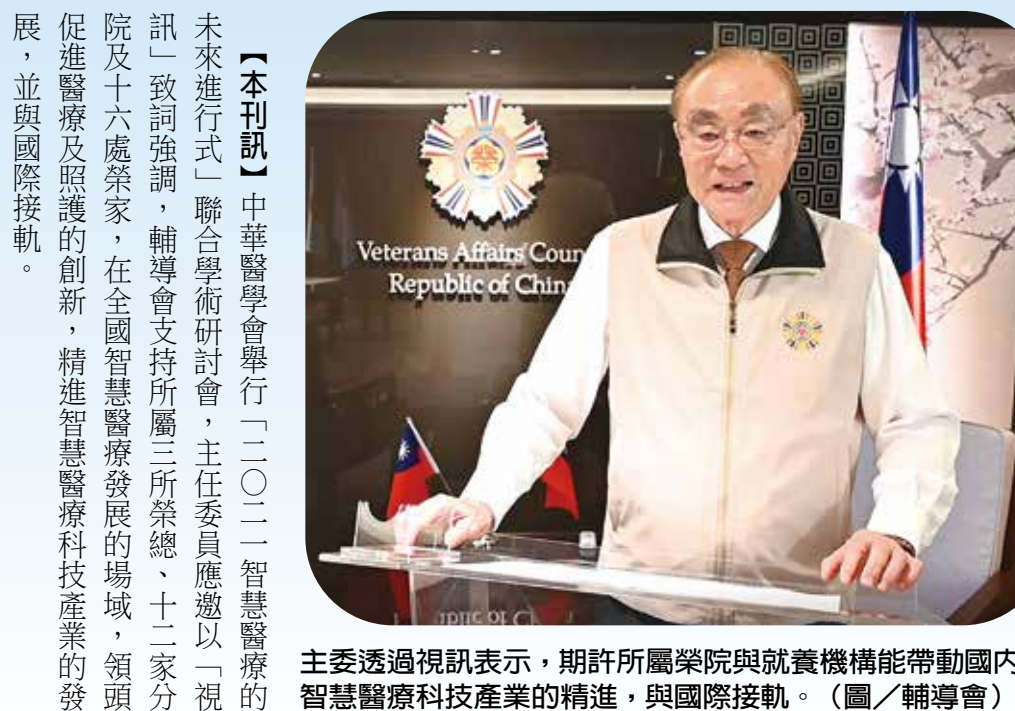 【本刊訊】中華醫學會舉行「二〇二一智慧醫療的
未來進行式」聯合學術研討會，主任委員應邀以「視
訊」致詞強調，輔導會支持所屬三所榮總、十二家分
院及十六處榮家，在全國智慧醫療發展的場域，領頭
促進醫療及照護的創新，精進智慧醫療科技產業的發
展，並與國際接軌。
榮
Veterans Affairs Coun
Republic of China
主委透過視訊表示，期許所屬榮院與就養機構能帶動國內
智慧醫療科技產業的精進，與國際接軌。（圖／輔導會）